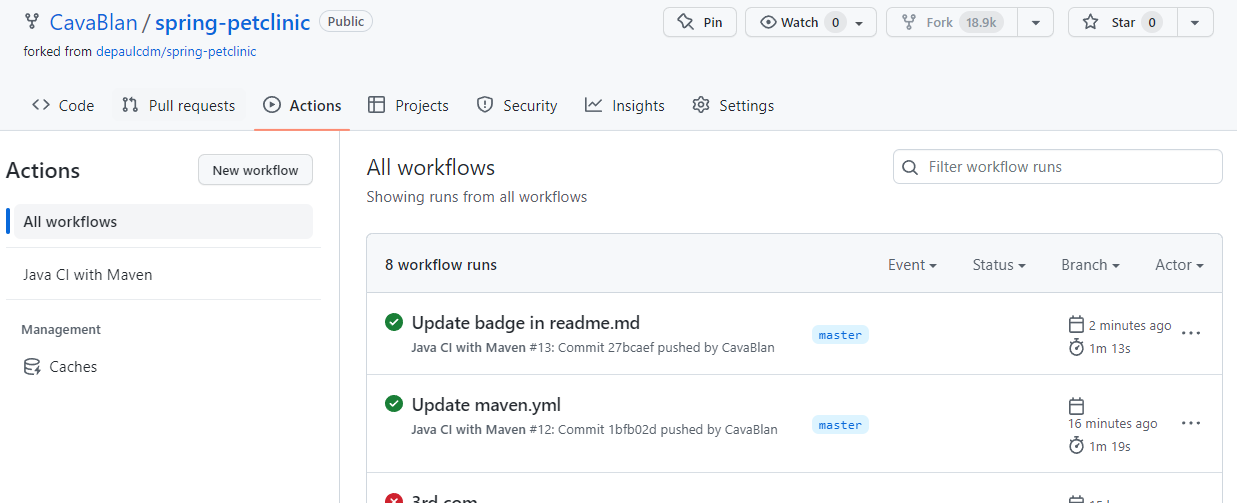 CavaBlan / spring-petclinic Public Pin Watch 0 Fork 18.9k Star 0
forked from depaulcdm/spring-petclinic
Code Pull requests Actions Projects Security Insights Settings
Actions New workflow
All workflows
Java CI with Maven
Management
Caches
All workflows
Showing runs from all workflows
Filter workflow runs
8 workflow runs Event Status Branch Actor
Update badge in readme.md
Java CI with Maven #13: Commit 27bcaef pushed by CavaBlan
master
2 minutes ago
1m 13s
Update maven.yml
Java CI with Maven #12: Commit 1bfb02d pushed by CavaBlan
master
16 minutes ago
1m 19s
3rd com